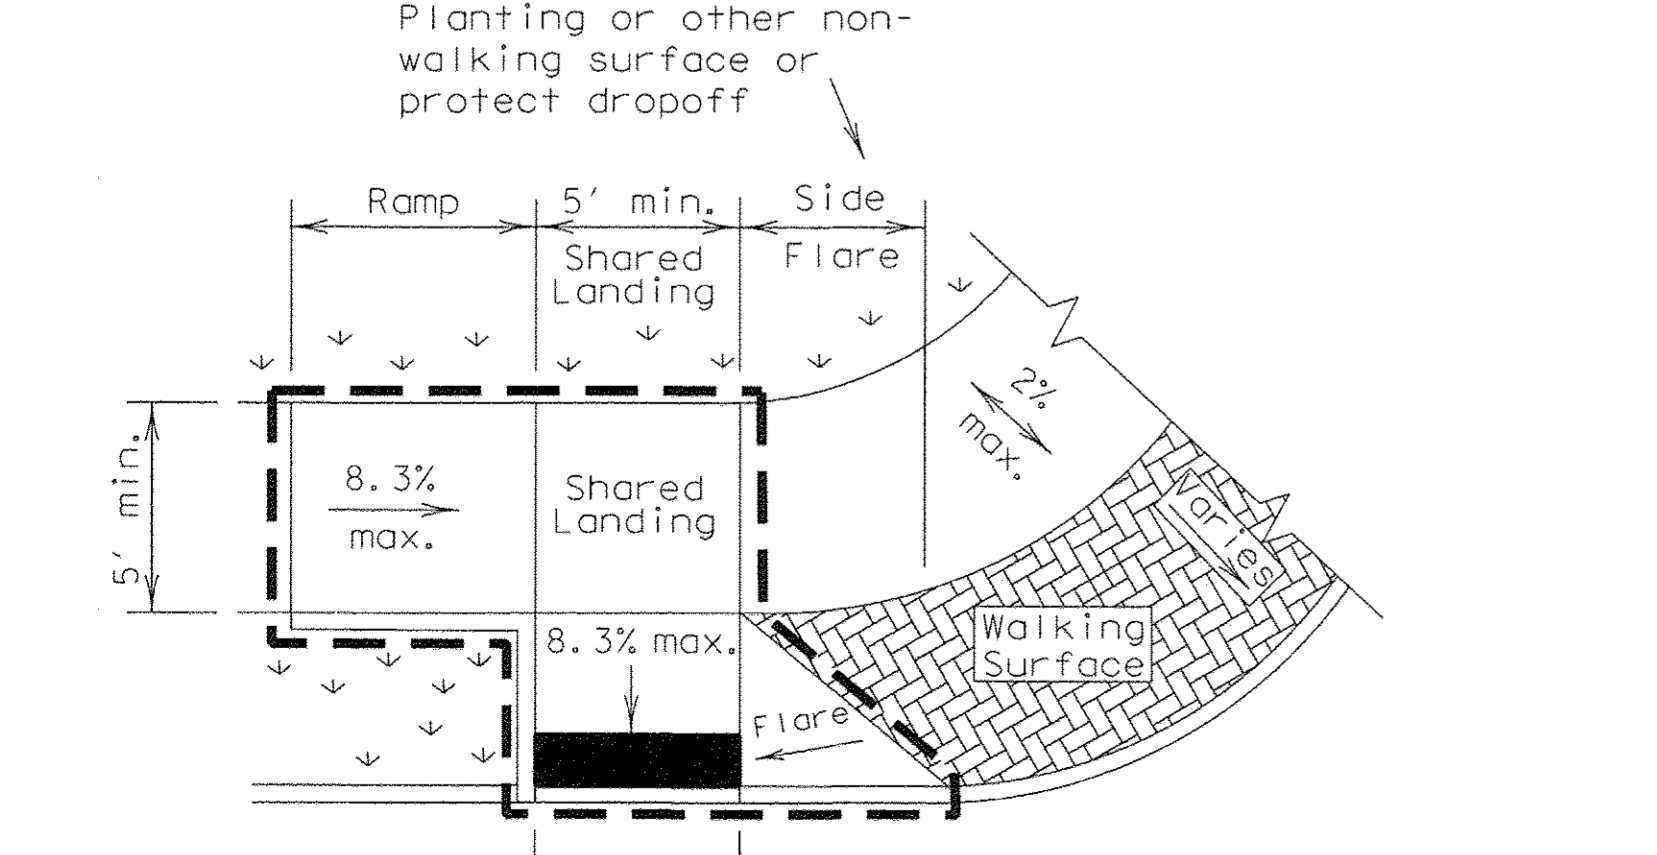 Planting or other non-
walking surface or
protect dropoff
Ramp
5' min.
Side
Shared
Landing
Flare
2%
max.
5' min.
8.3%
max.
Shared
Landing
Varies
8.3% max.
Walking
Surface
Flare